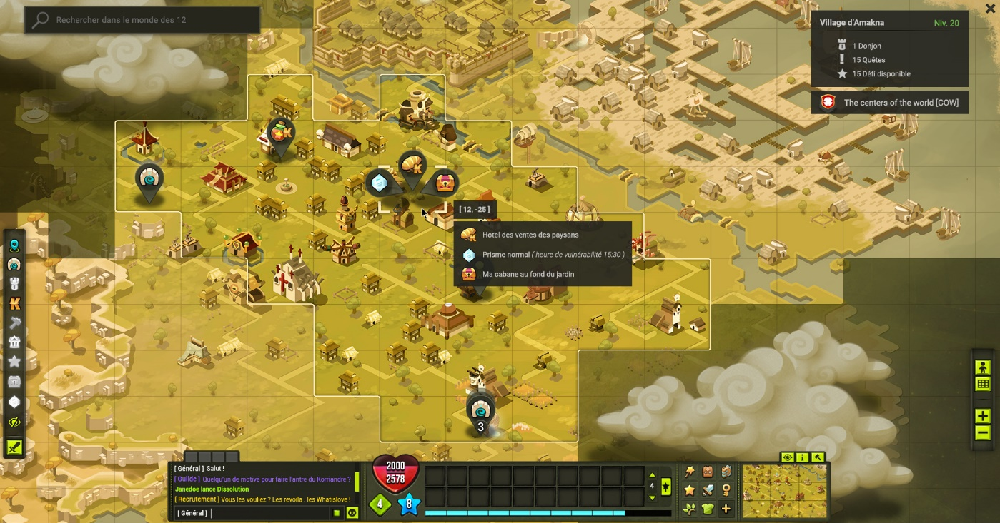 Rechercher dans le monde des 12
Village d'Amakna Niv. 20
1 Donjon
15 Quêtes
15 Défi disponible
The centers of the world [COW]
[ 12, -25 ]
Hotel des ventes des paysans
Prisme normal ( heure de vulnérabilité 15:30 )
Ma cabane au fond du jardin
3
[ Général ] Salut !
[ Guilde ] Quelqu'un de motivé pour faire l'antre du Korriandre ?
Janedoe lance Dissolution
[ Recrutement ] Vous les vouliez ? Les revoila : les Whatislove !
[ Général ]
2000
2578
4
8
4